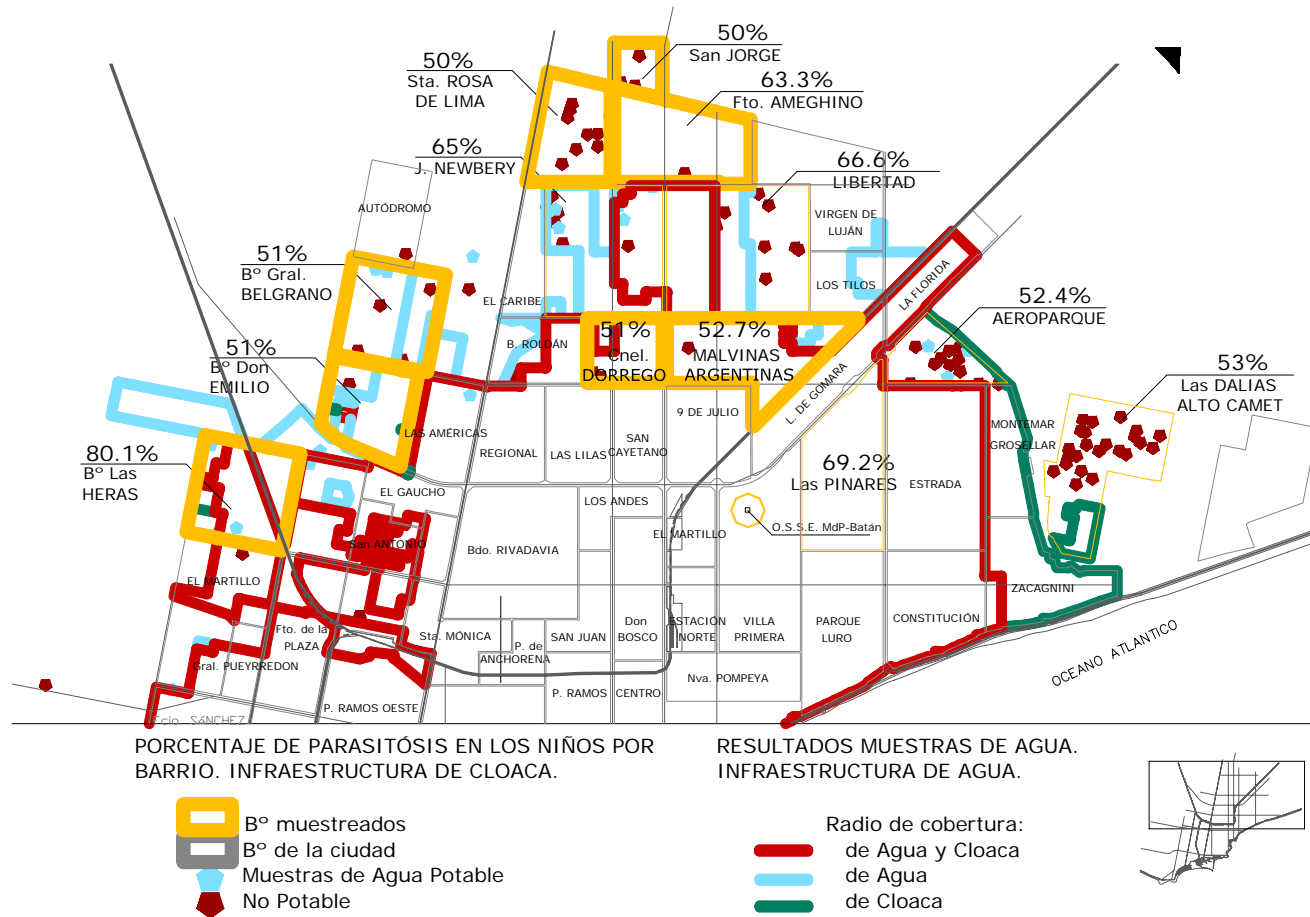 50%
San JORGE
50%
Sta. ROSA
DE LIMA
63.3%
Fto. AMEGHINO
65%
J. NEWBERY
66.6%
LIBERTAD
AUTÓDROMO
VIRGEN DE
LUJÁN
51%
Bº Gral.
BELGRANO
EL CARIBE
LOS TILOS
LA FLORIDA
52.4%
AEROPARQUE
51%
Bº Don
EMILIO
B. ROLDÁN
51%
Cnel.
DORREGO
52.7%
MALVINAS
ARGENTINAS
L. DE GOMARA
53%
Las DALIAS
ALTO CAMET
9 DE JULIO
MONTEMAR
GROSELLAR
LAS AMÉRICAS
REGIONAL
LAS LILAS
SAN
CAYETANO
80.1%
Bº Las
HERAS
69.2%
Las PINARES
ESTRADA
EL GAUCHO
LOS ANDES
O.S.S.E. MdP-Batán
EL MARTILLO
San ANTONIO
Bdo. RIVADAVIA
EL MARTILLO
ZACAGNINI
Fto. de la
PLAZA
Sta. MÓNICA
P. de
ANCHORENA
SAN JUAN
Don
BOSCO
ESTACIÓN
NORTE
VILLA
PRIMERA
PARQUE
LURO
CONSTITUCIÓN
OCEANO ATLANTICO
Gral. PUEYRREDON
P. RAMOS OESTE
P. RAMOS
CENTRO
Nva. POMPEYA
Fcio. SáNCHEZ
PORCENTAJE DE PARASITÓSIS EN LOS NIÑOS POR
BARRIO. INFRAESTRUCTURA DE CLOACA.
RESULTADOS MUESTRAS DE AGUA.
INFRAESTRUCTURA DE AGUA.
Bº muestreados
Bº de la ciudad
Muestras de Agua Potable
No Potable
Radio de cobertura:
de Agua y Cloaca
de Agua
de Cloaca